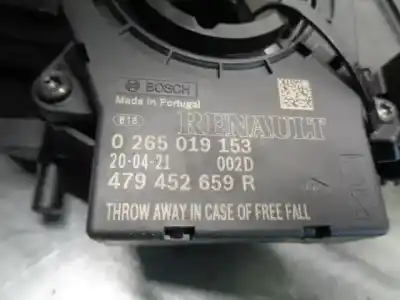 BOSCH
Made in Portugal
B18
RENAULT
0 265 019 153
20-04-21 002D
479 452 659 R
THROW AWAY IN CASE OF FREE FALL